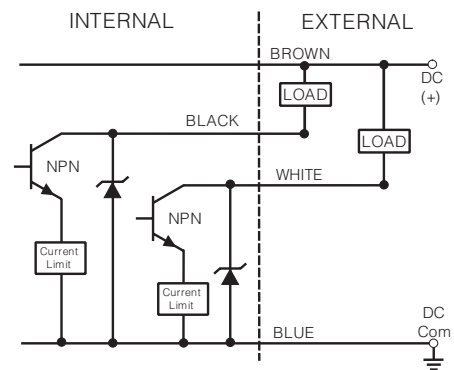 INTERNAL
EXTERNAL
BROWN
DC
(+)
LOAD
BLACK
LOAD
NPN
WHITE
NPN
Current
Limit
Current
Limit
DC
Com
BLUE